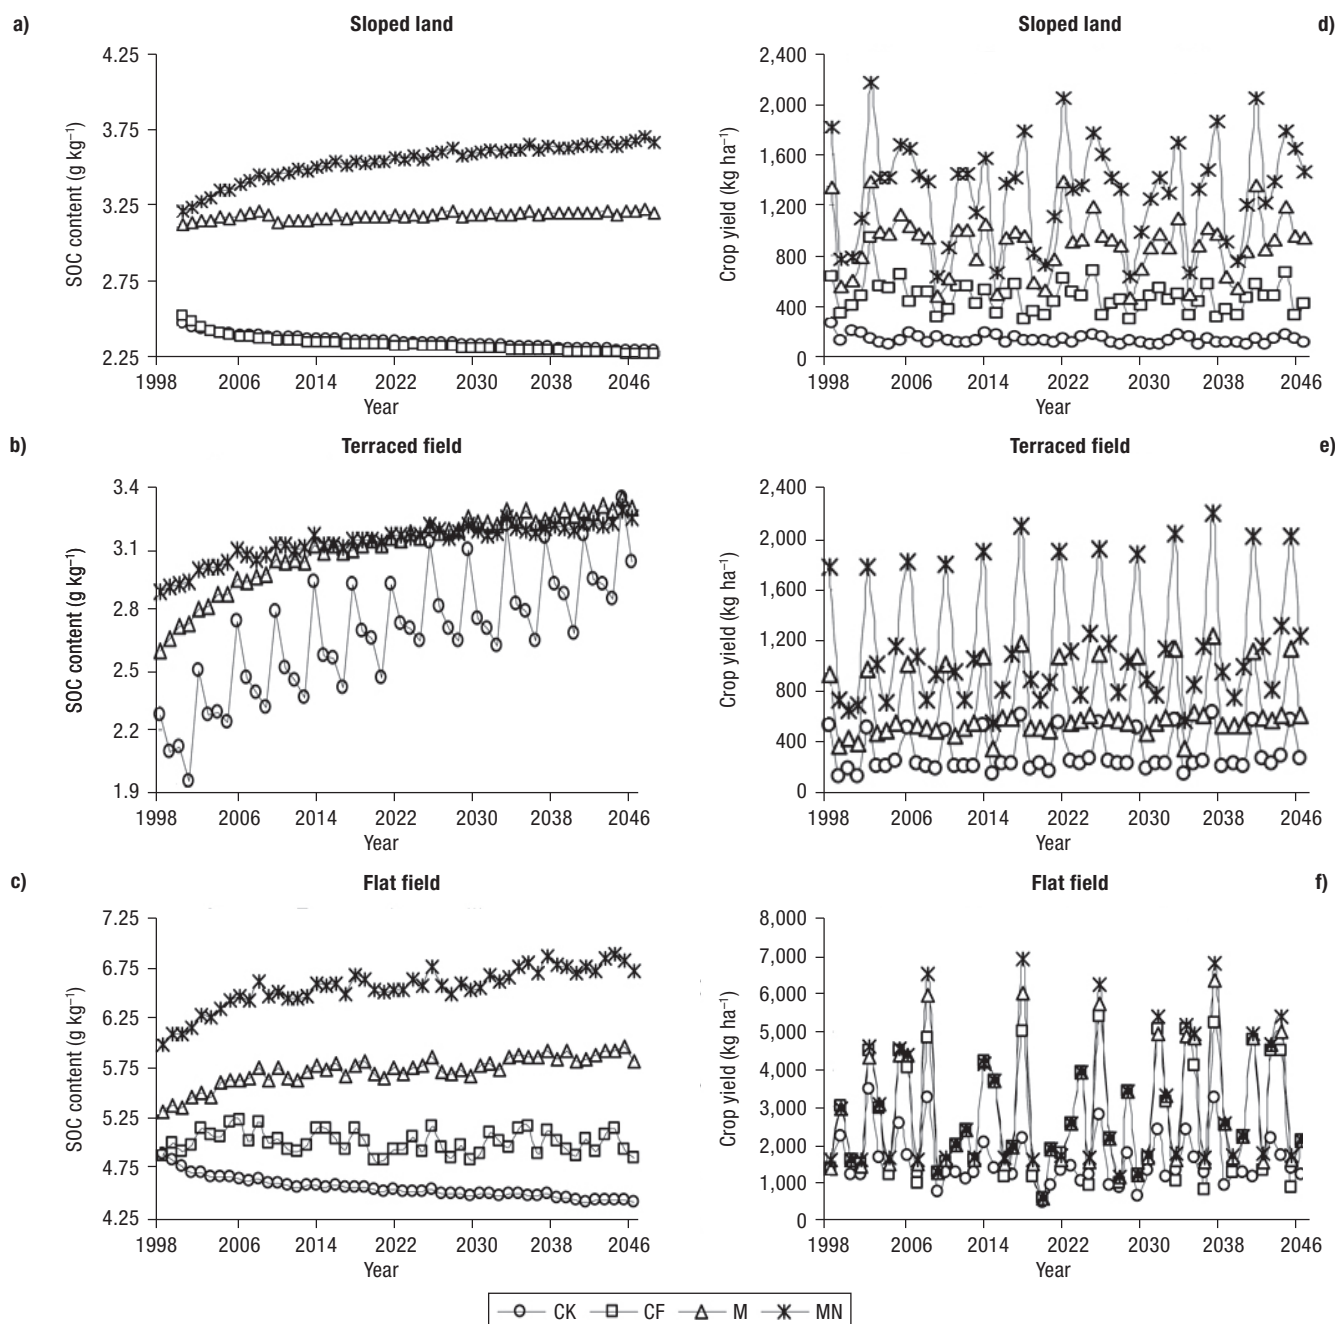 a)
Sloped land
4.25
3.75
3.25
2.75
2.25
SOC content (g kg⁻¹)
1998 2006 2014 2022 2030 2038 2046
Year
d)
Sloped land
2,400
2,000
1,600
1,200
800
400
0
Crop yield (kg ha⁻¹)
1998 2006 2014 2022 2030 2038 2046
Year
b)
Terraced field
3.4
3.1
2.8
2.5
2.2
1.9
SOC content (g kg⁻¹)
1998 2006 2014 2022 2030 2038 2046
Year
e)
Terraced field
2,400
2,000
1,600
1,200
800
400
0
Crop yield (kg ha⁻¹)
1998 2006 2014 2022 2030 2038 2046
Year
c)
Flat field
7.25
6.75
6.25
5.75
5.25
4.75
4.25
SOC content (g kg⁻¹)
1998 2006 2014 2022 2030 2038 2046
Year
f)
Flat field
8,000
7,000
6,000
5,000
4,000
3,000
2,000
1,000
0
Crop yield (kg ha⁻¹)
1998 2006 2014 2022 2030 2038 2046
Year
CK CF M MN